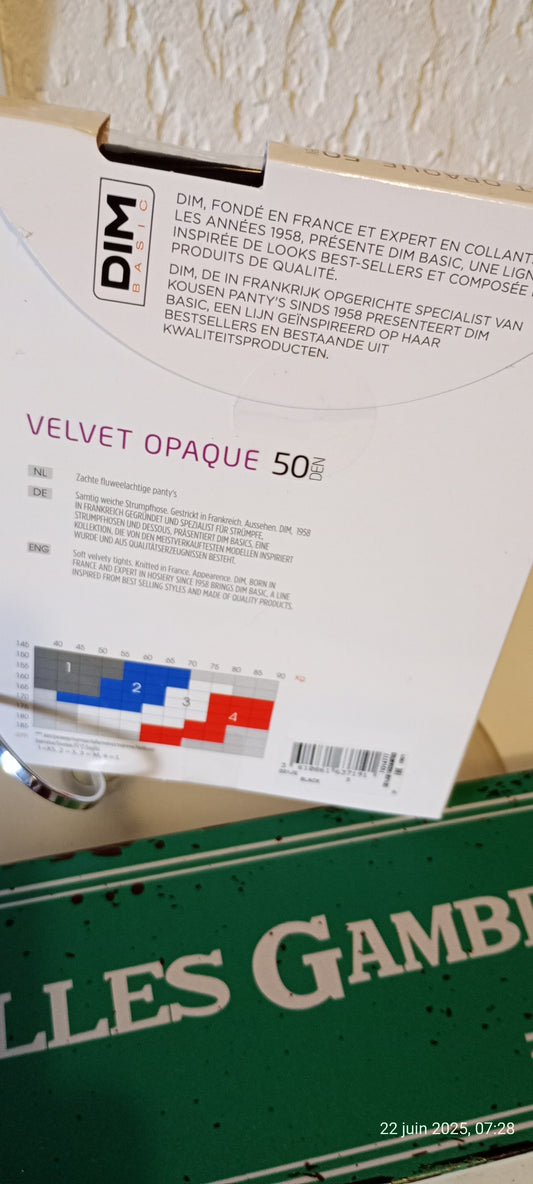 DIM
BASIC
DIM, FONDÉ EN FRANCE ET EXPERT EN COLLANT
LES ANNÉES 1958, PRÉSENTE DIM BASIC, UNE LIGN
INSPIRÉE DE LOOKS BEST-SELLERS ET COMPOSÉE
PRODUITS DE QUALITÉ.
DIM, DE IN FRANKRIJK OPGERICHTE SPECIALIST VAN
KOUSEN PANTY'S SINDS 1958 PRESENTEERT DIM
BASIC, EEN LIJN GEÏNSPIREERD OP HAAR
BESTSELLERS EN BESTAANDE UIT
KWALITEITSPRODUCTEN.
VELVET OPAQUE 50 DEN
NL
Zachte fluweelachtige panty's
DE
Samtig weiche Strumpfhose. Gestrickt in Frankreich. Aussehen. DIM, 1958
IN FRANKREICH GEGRÜNDET UND SPEZIALIST FÜR STRÜMPFE,
STRUMPFHOSEN UND DESSOUS, PRÄSENTIERT DIM BASICS, EINE
KOLLEKTION, DIE VON DEN MEISTVERKAUFTESTEN MODELLEN INSPIRIERT
WURDE UND AUS QUALITÄTSERZEUGNISSEN BESTEHT.
ENG
Soft velvety tights. Knitted in France. Appearence. DIM, BORN IN
FRANCE AND EXPERT IN HOSIERY SINCE 1958 BRINGS DIM BASIC, A LINE
INSPIRED FROM BEST SELLING STYLES AND MADE OF QUALITY PRODUCTS.
40 45 50 55 60 65 70 75 80 85 90 KG
145
150
155
160
165
170
175
180
185
1
2
3
4
BLACK
LLES GAMBE
22 juin 2025, 07:28